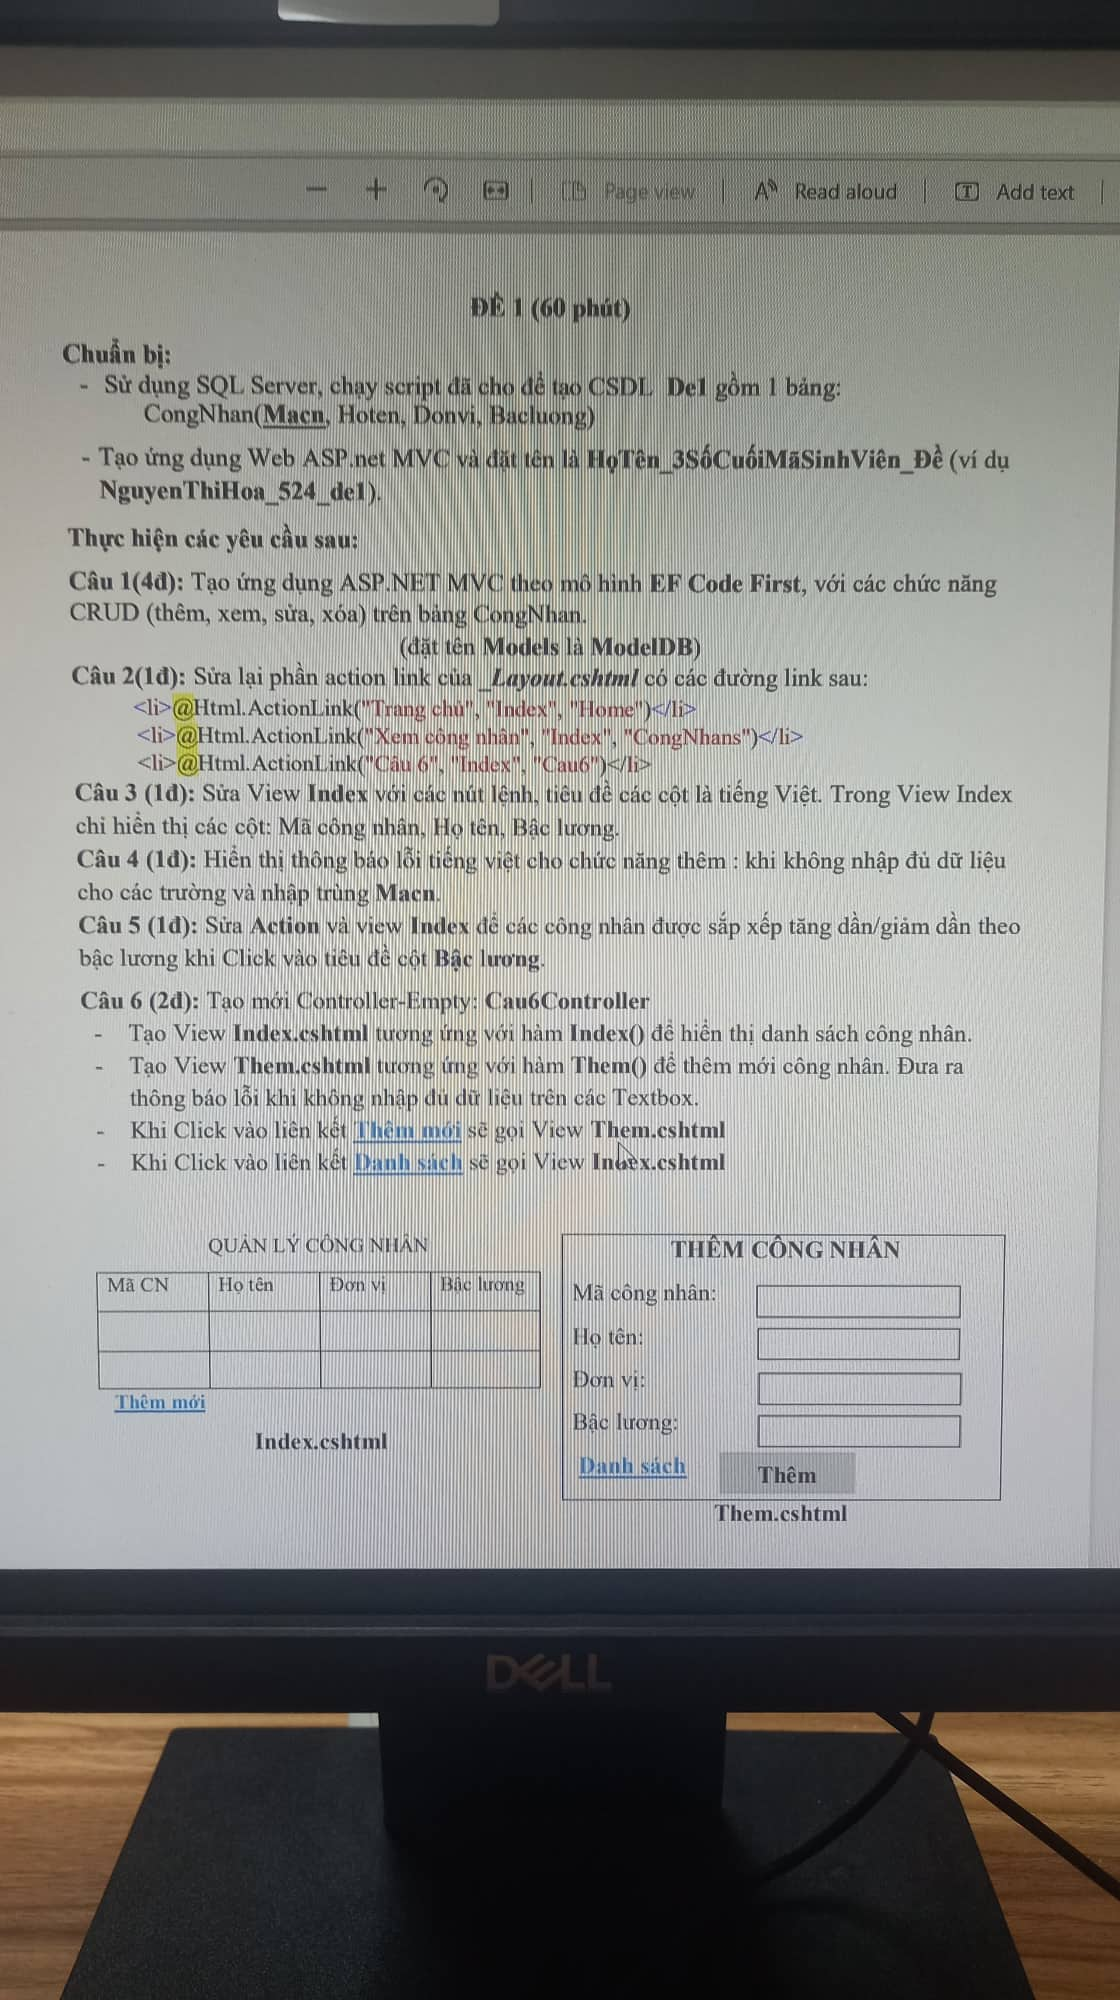 Page view
Read aloud
Add text
ĐỀ 1 (60 phút)
Chuẩn bị:
- Sử dụng SQL Server, chạy script đã cho để tạo CSDL De1 gồm 1 bảng:
CongNhan(Macn, Hoten, Donvi, Bacluong)
- Tạo ứng dụng Web ASP.net MVC và đặt tên là HọTên_3SốCuốiMãSinhViên_Đề (ví dụ
NguyenThiHoa_524_de1).
Thực hiện các yêu cầu sau:
Câu 1(4đ): Tạo ứng dụng ASP.NET MVC theo mô hình EF Code First, với các chức năng
CRUD (thêm, xem, sửa, xóa) trên bảng CongNhan.
(đặt tên Models là ModelDB)
Câu 2(1đ): Sửa lại phần action link của _Layout.cshtml có các đường link sau:
<li>@Html.ActionLink("Trang chủ", "Index", "Home")</li>
<li>@Html.ActionLink("Xem công nhân", "Index", "CongNhans")</li>
<li>@Html.ActionLink("Câu 6", "Index", "Cau6")</li>
Câu 3 (1đ): Sửa View Index với các nút lệnh, tiêu đề các cột là tiếng Việt. Trong View Index
chỉ hiển thị các cột: Mã công nhân, Họ tên, Bậc lương.
Câu 4 (1đ): Hiển thị thông báo lỗi tiếng việt cho chức năng thêm : khi không nhập đủ dữ liệu
cho các trường và nhập trùng Macn.
Câu 5 (1đ): Sửa Action và view Index để các công nhân được sắp xếp tăng dần/giảm dần theo
bậc lương khi Click vào tiêu đề cột Bậc lương.
Câu 6 (2đ): Tạo mới Controller-Empty: Cau6Controller
- Tạo View Index.cshtml tương ứng với hàm Index() để hiển thị danh sách công nhân.
- Tạo View Them.cshtml tương ứng với hàm Them() để thêm mới công nhân. Đưa ra
thông báo lỗi khi không nhập đủ dữ liệu trên các Textbox.
- Khi Click vào liên kết Thêm mới sẽ gọi View Them.cshtml
- Khi Click vào liên kết Danh sách sẽ gọi View Index.cshtml
QUẢN LÝ CÔNG NHÂN
Mã CN Họ tên Đơn vị Bậc lương
Thêm mới
Index.cshtml
THÊM CÔNG NHÂN
Mã công nhân:
Họ tên:
Đơn vị:
Bậc lương:
Danh sách Thêm
Them.cshtml
DELL